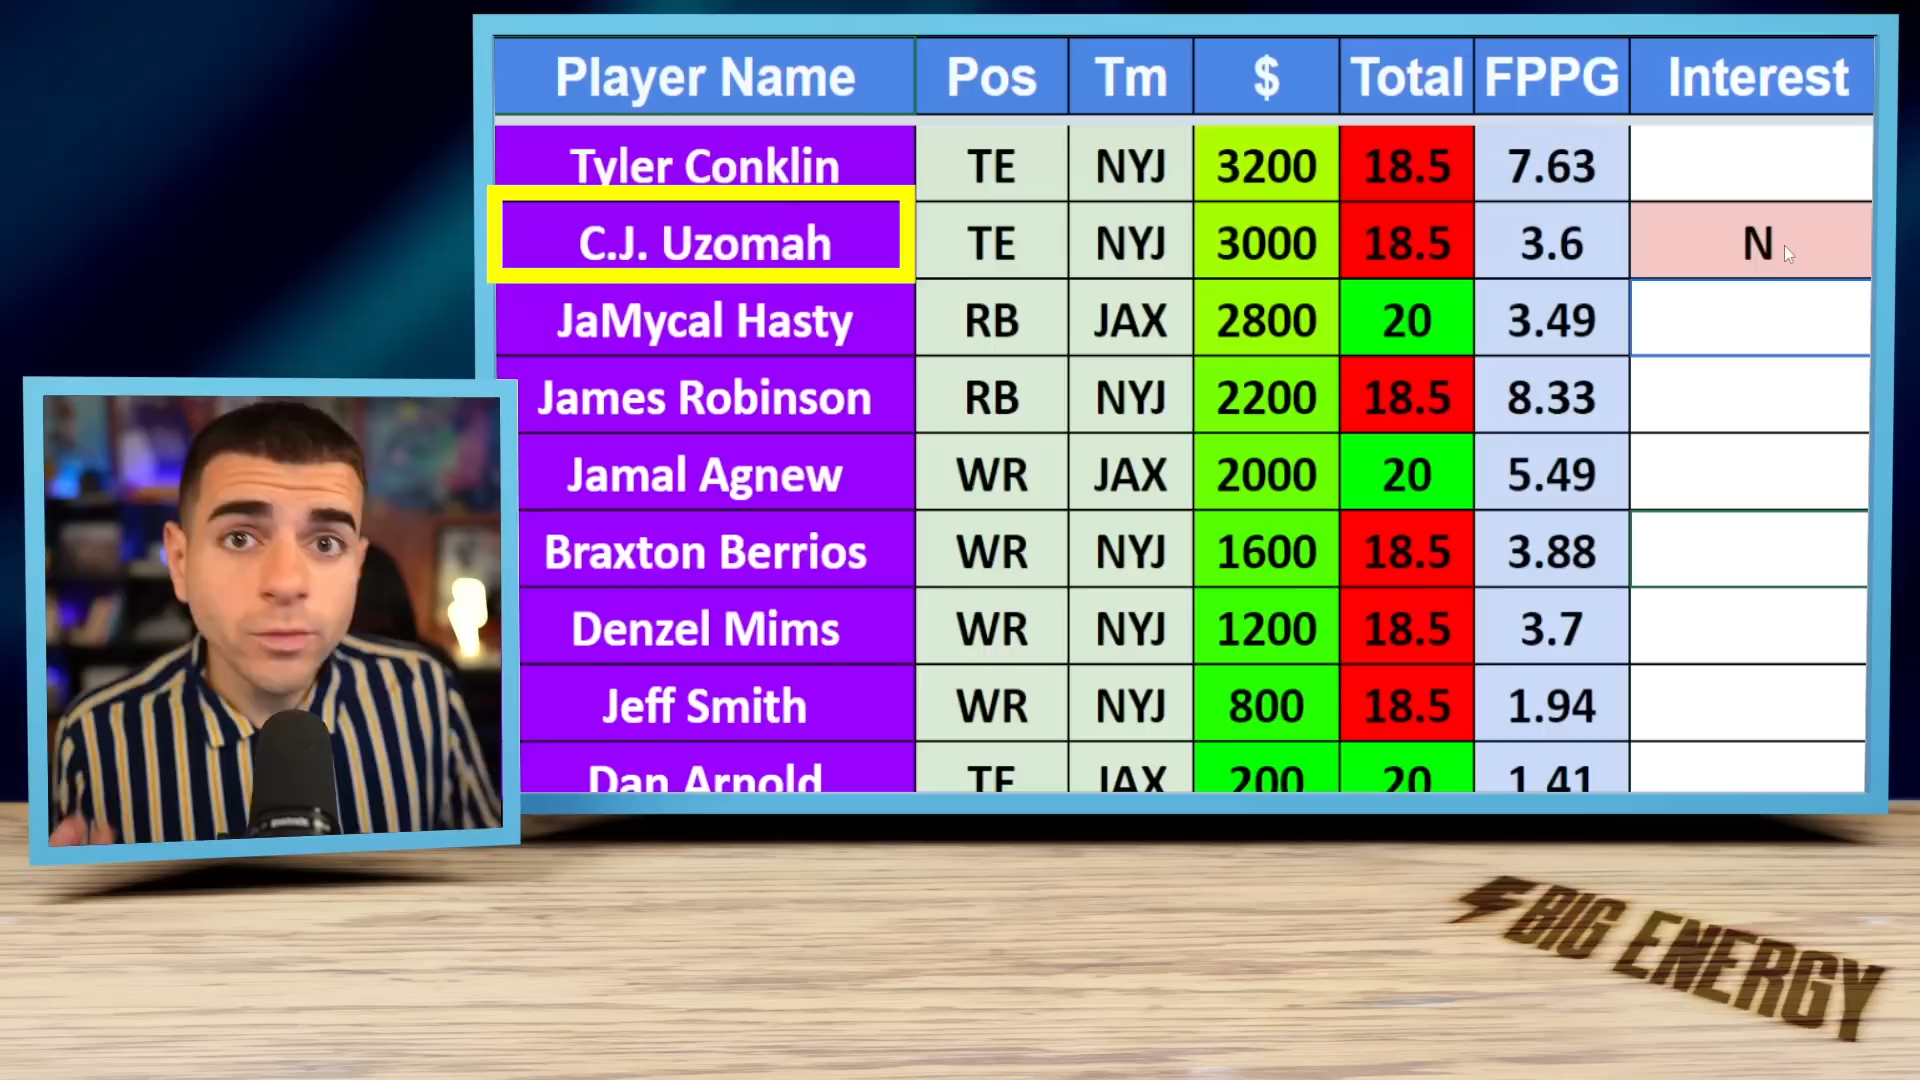 Player Name Pos Tm $ Total FPPG Interest
Tyler Conklin TE NYJ 3200 18.5 7.63
C.J. Uzomah TE NYJ 3000 18.5 3.6 N
JaMycal Hasty RB JAX 2800 20 3.49
James Robinson RB NYJ 2200 18.5 8.33
Jamal Agnew WR JAX 2000 20 5.49
Braxton Berrios WR NYJ 1600 18.5 3.88
Denzel Mims WR NYJ 1200 18.5 3.7
Jeff Smith WR NYJ 800 18.5 1.94
Dan Arnold TE JAX 200 20 1.41
BIG ENERGY